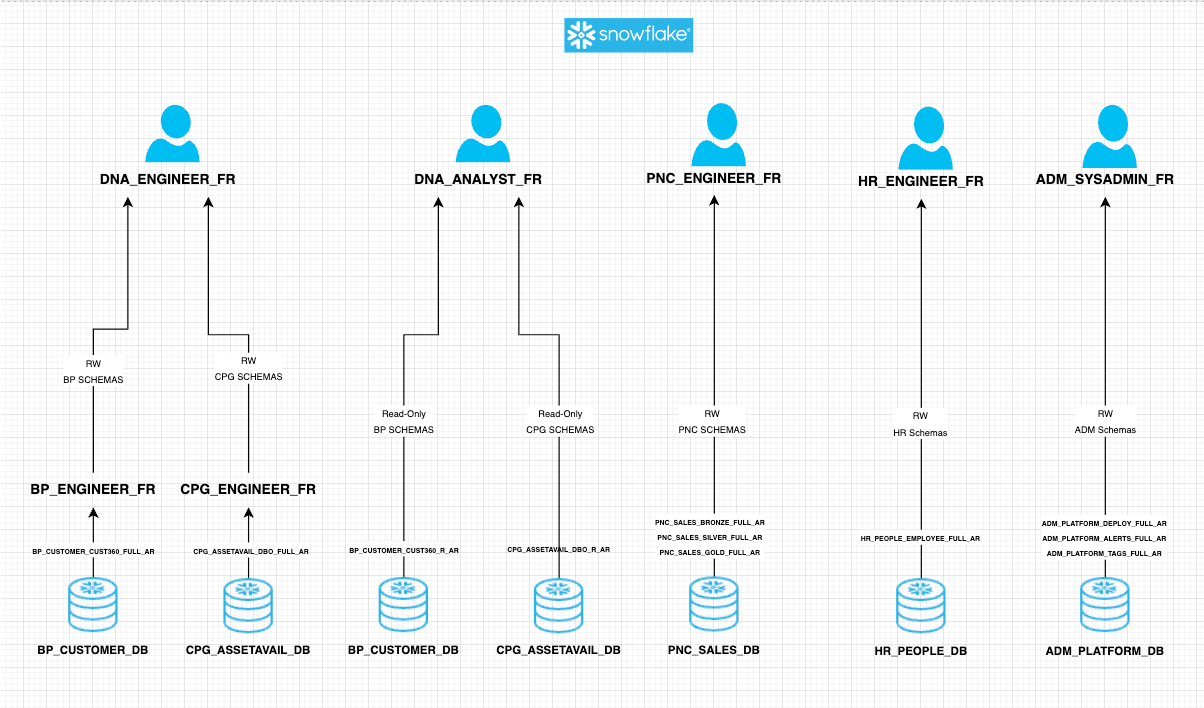 snowflake®
DNA_ENGINEER_FR
DNA_ANALYST_FR
PNC_ENGINEER_FR
HR_ENGINEER_FR
ADM_SYSADMIN_FR
RW
BP SCHEMAS
RW
CPG SCHEMAS
Read-Only
BP SCHEMAS
Read-Only
CPG SCHEMAS
RW
PNC SCHEMAS
RW
HR Schemas
RW
ADM Schemas
BP_ENGINEER_FR
CPG_ENGINEER_FR
BP_CUSTOMER_CUST360_FULL_AR
CPG_ASSETAVAIL_DBO_FULL_AR
BP_CUSTOMER_CUST360_R_AR
CPG_ASSETAVAIL_DBO_R_AR
PNC_SALES_BRONZE_FULL_AR
PNC_SALES_SILVER_FULL_AR
PNC_SALES_GOLD_FULL_AR
HR_PEOPLE_EMPLOYEE_FULL_AR
ADM_PLATFORM_DEPLOY_FULL_AR
ADM_PLATFORM_ALERTS_FULL_AR
ADM_PLATFORM_TAGS_FULL_AR
BP_CUSTOMER_DB
CPG_ASSETAVAIL_DB
BP_CUSTOMER_DB
CPG_ASSETAVAIL_DB
PNC_SALES_DB
HR_PEOPLE_DB
ADM_PLATFORM_DB